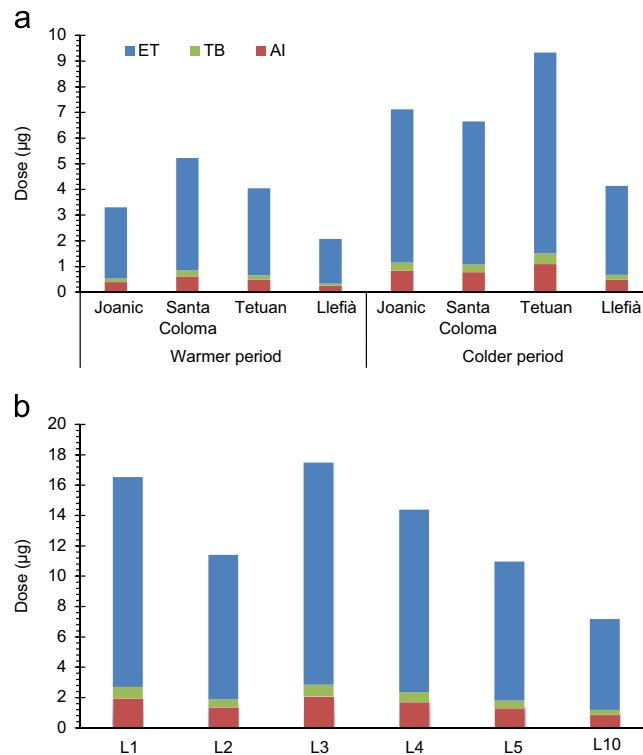 a
10
9
8
7
6
5
4
3
2
1
0
Dose (µg)
ET TB AI
Joanic Santa Coloma Tetuan Llefià Joanic Santa Coloma Tetuan Llefià
Warmer period Colder period
b
20
18
16
14
12
10
8
6
4
2
0
Dose (µg)
L1 L2 L3 L4 L5 L10